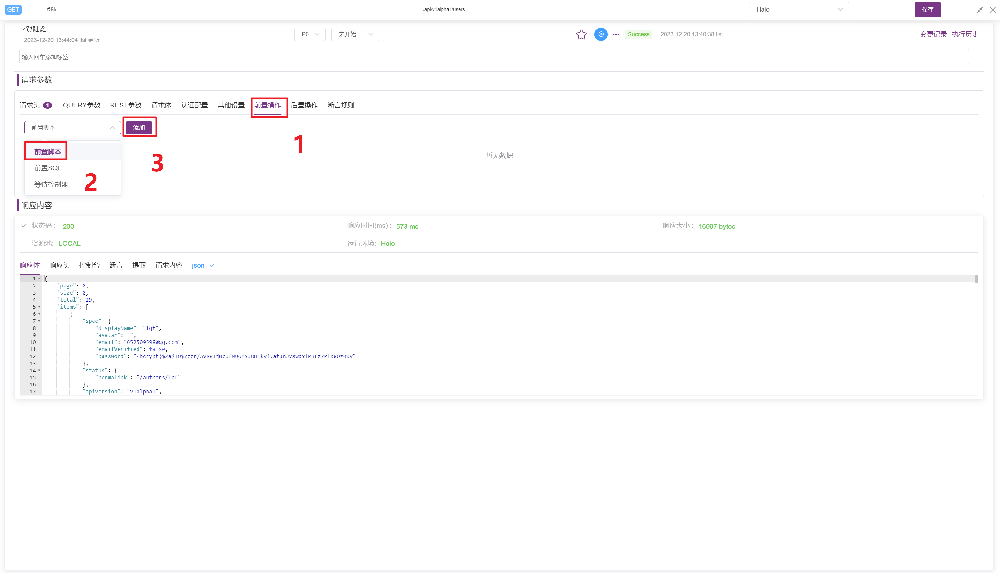 GET 登陆 /api/v1alpha1/users Halo 保存
登陆
P0 未开始 Success 2023-12-20 13:40:38 lisi 变更记录 执行历史
2023-12-20 13:44:04 lisi 更新
输入回车添加标签
请求参数
请求头 1 QUERY参数 REST参数 请求体 认证配置 其他设置 前置操作 后置操作 断言规则
前置脚本 添加
1
前置脚本
3
暂无数据
前置SQL
2
等待控制器
响应内容
状态码： 200 响应时间(ms)： 573 ms 响应大小： 16997 bytes
资源池: LOCAL 运行环境: Halo
响应体 响应头 控制台 断言 提取 请求内容 json
1 {
2 "page": 0,
3 "size": 0,
4 "total": 29,
5 "items": [
6 {
7 "spec": {
8 "displayName": "lqf",
9 "avatar": "",
10 "email": "652509598@qq.com",
11 "emailVerified": false,
12 "password": "{bcrypt}$2a$10$7zzr/AVR8TjNcJfMU6YSJOHFkvf.atJnJVXwdYlPBEz7PlK80z0xy"
13 },
14 "status": {
15 "permalink": "/authors/lqf"
16 },
17 "apiVersion": "v1alpha1",